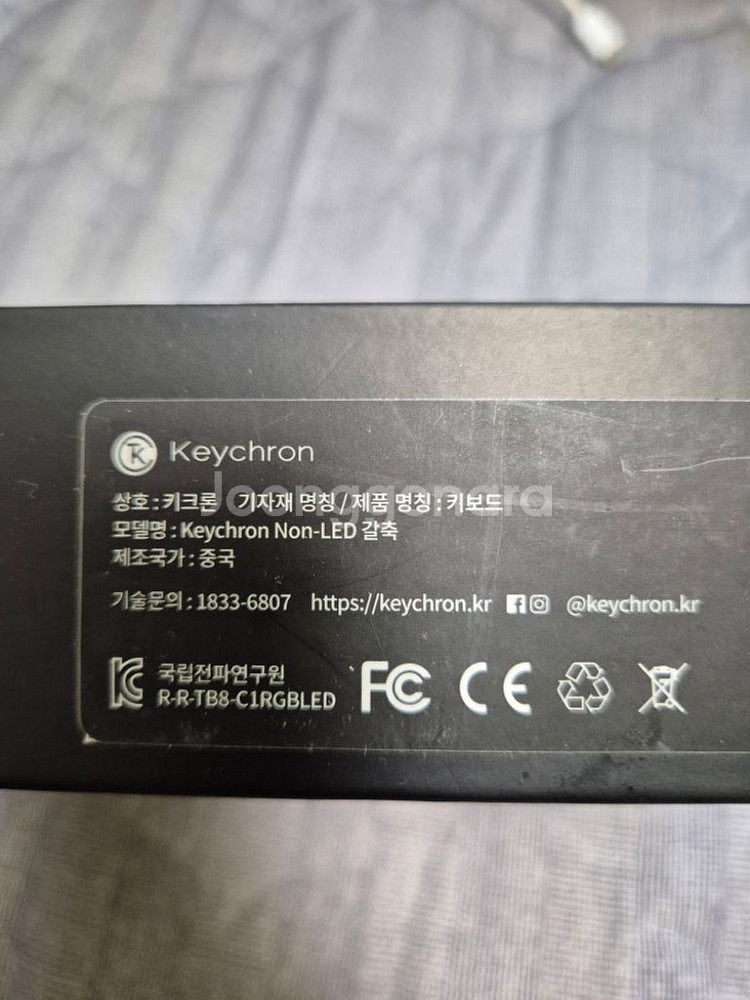 Keychron
상호 : 키크론 기자재 명칭 / 제품 명칭 : 키보드
Joonggonara
모델명 : Keychron Non-LED 갈축
제조국가 : 중국
기술문의 : 1833-6807 https://keychron.kr @keychron.kr
국립전파연구원
R-R-TB8-C1RGBLED
FC CE